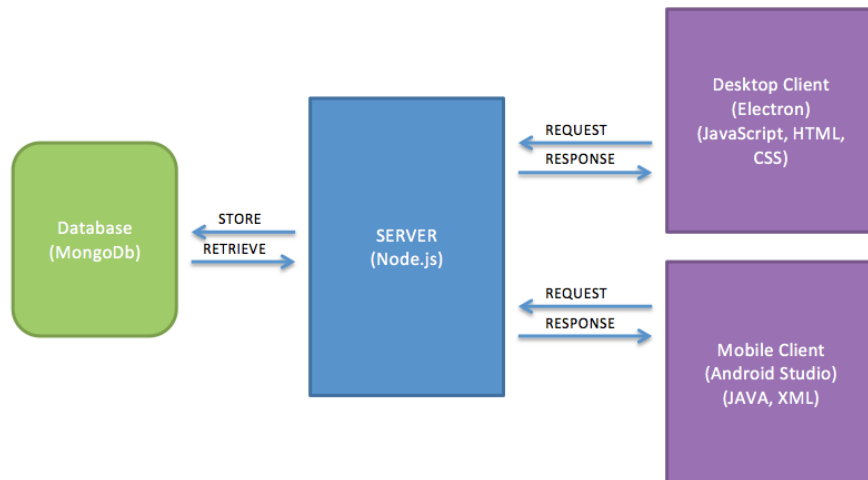 Database
(MongoDb)
STORE
RETRIEVE
SERVER
(Node.js)
REQUEST
RESPONSE
Desktop Client
(Electron)
(JavaScript, HTML,
CSS)
REQUEST
RESPONSE
Mobile Client
(Android Studio)
(JAVA, XML)